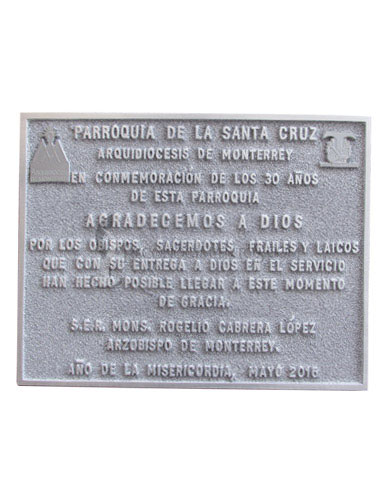 PARROQUIA DE LA SANTA CRUZ
ARQUIDIOCESIS DE MONTERREY
EN CONMEMORACIÓN DE LOS 30 AÑOS
DE ESTA PARROQUIA
AGRADECEMOS A DIOS
POR LOS OBISPOS, SACERDOTES, FRAILES Y LAICOS
QUE CON SU ENTREGA A DIOS EN EL SERVICIO
HAN HECHO POSIBLE LLEGAR A ESTE MOMENTO
DE GRACIA.
S.E.R. MONS. ROGELIO CABRERA LÓPEZ
ARZOBISPO DE MONTERREY.
AÑO DE LA MISERICORDIA, MAYO 2016